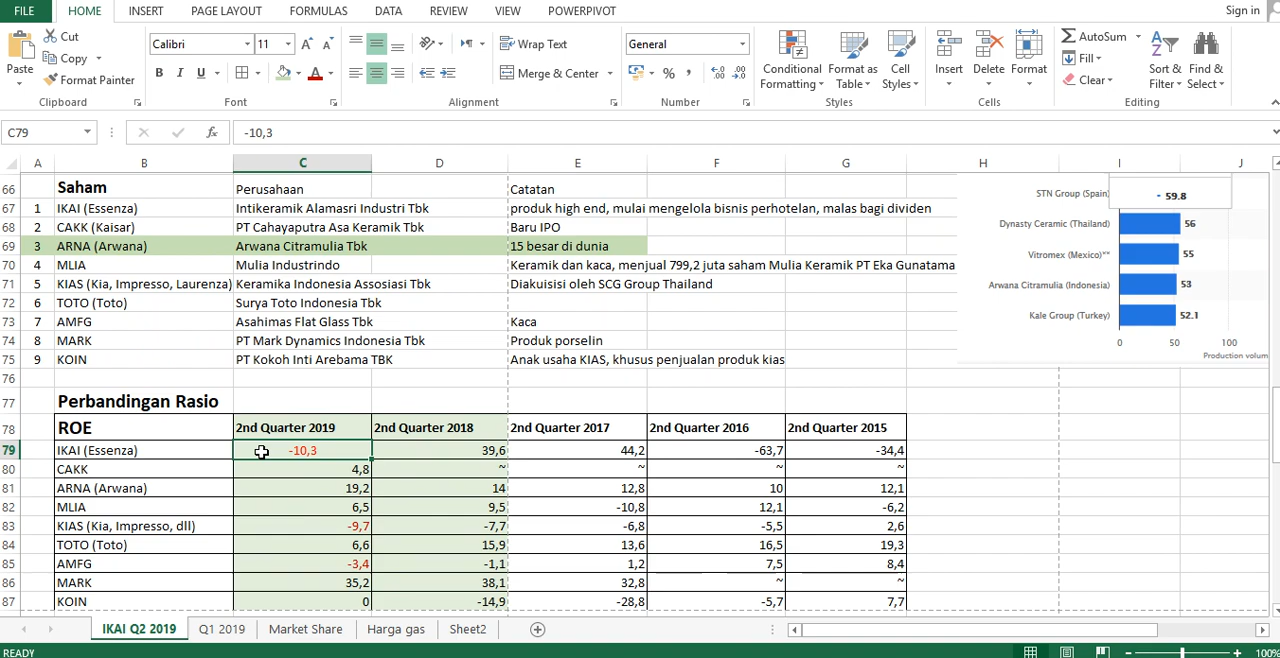 FILE HOME INSERT PAGE LAYOUT FORMULAS DATA REVIEW VIEW POWERPIVOT Sign in
Paste Cut Copy Format Painter Clipboard
Calibri 11 A A B I U A Font
Wrap Text Merge & Center Alignment
General % , Number
Conditional Formatting Format as Table Cell Styles Styles
Insert Delete Format Cells
AutoSum Fill Clear Sort & Filter Find & Select Editing
C79 fx -10,3
A B C D E F G H I J
66 Saham Perusahaan Catatan
67 1 IKAI (Essenza) Intikeramik Alamasri Industri Tbk produk high end, mulai mengelola bisnis perhotelan, malas bagi dividen
68 2 CAKK (Kaisar) PT Cahayaputra Asa Keramik Tbk Baru IPO
69 3 ARNA (Arwana) Arwana Citramulia Tbk 15 besar di dunia
70 4 MLIA Mulia Industrindo Keramik dan kaca, menjual 799,2 juta saham Mulia Keramik PT Eka Gunatama
71 5 KIAS (Kia, Impresso, Laurenza) Keramika Indonesia Assosiasi Tbk Diakuisisi oleh SCG Group Thailand
72 6 TOTO (Toto) Surya Toto Indonesia Tbk
73 7 AMFG Asahimas Flat Glass Tbk Kaca
74 8 MARK PT Mark Dynamics Indonesia Tbk Produk porselin
75 9 KOIN PT Kokoh Inti Arebama TBK Anak usaha KIAS, khusus penjualan produk kias
76
STN Group (Spain) 59.8
Dynasty Ceramic (Thailand) 56
Vitromex (Mexico)** 55
Arwana Citramulia (Indonesia) 53
Kale Group (Turkey) 52.1
0 50 100
Production volum
77 Perbandingan Rasio
78 ROE 2nd Quarter 2019 2nd Quarter 2018 2nd Quarter 2017 2nd Quarter 2016 2nd Quarter 2015
79 IKAI (Essenza) -10,3 39,6 44,2 -63,7 -34,4
80 CAKK 4,8 ~ ~ ~ ~
81 ARNA (Arwana) 19,2 14 12,8 10 12,1
82 MLIA 6,5 9,5 -10,8 12,1 -6,2
83 KIAS (Kia, Impresso, dll) -9,7 -7,7 -6,8 -5,5 2,6
84 TOTO (Toto) 6,6 15,9 13,6 16,5 19,3
85 AMFG -3,4 -1,1 1,2 7,5 8,4
86 MARK 35,2 38,1 32,8 ~ ~
87 KOIN 0 -14,9 -28,8 -5,7 7,7
IKAI Q2 2019 Q1 2019 Market Share Harga gas Sheet2
READY 100%